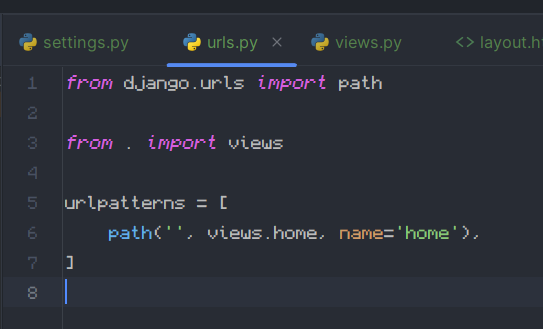 settings.py urls.py × views.py <> layout.h
1 from django.urls import path
2
3 from . import views
4
5 urlpatterns = [
6     path('', views.home, name='home'),
7 ]
8